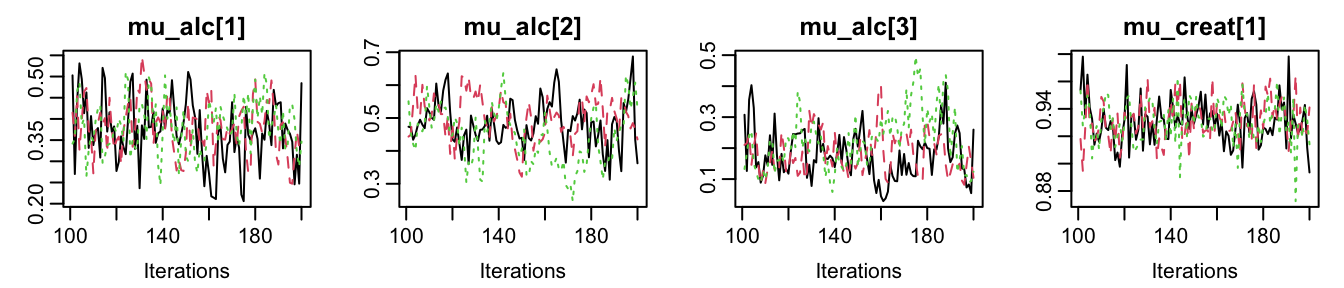 mu_alc[1] mu_alc[2] mu_alc[3] mu_creat[1]
0.50 0.7 0.5 0.94
0.35 0.5 0.3 0.88
0.20 0.3 0.1
100 140 180 100 140 180 100 140 180 100 140 180
Iterations Iterations Iterations Iterations